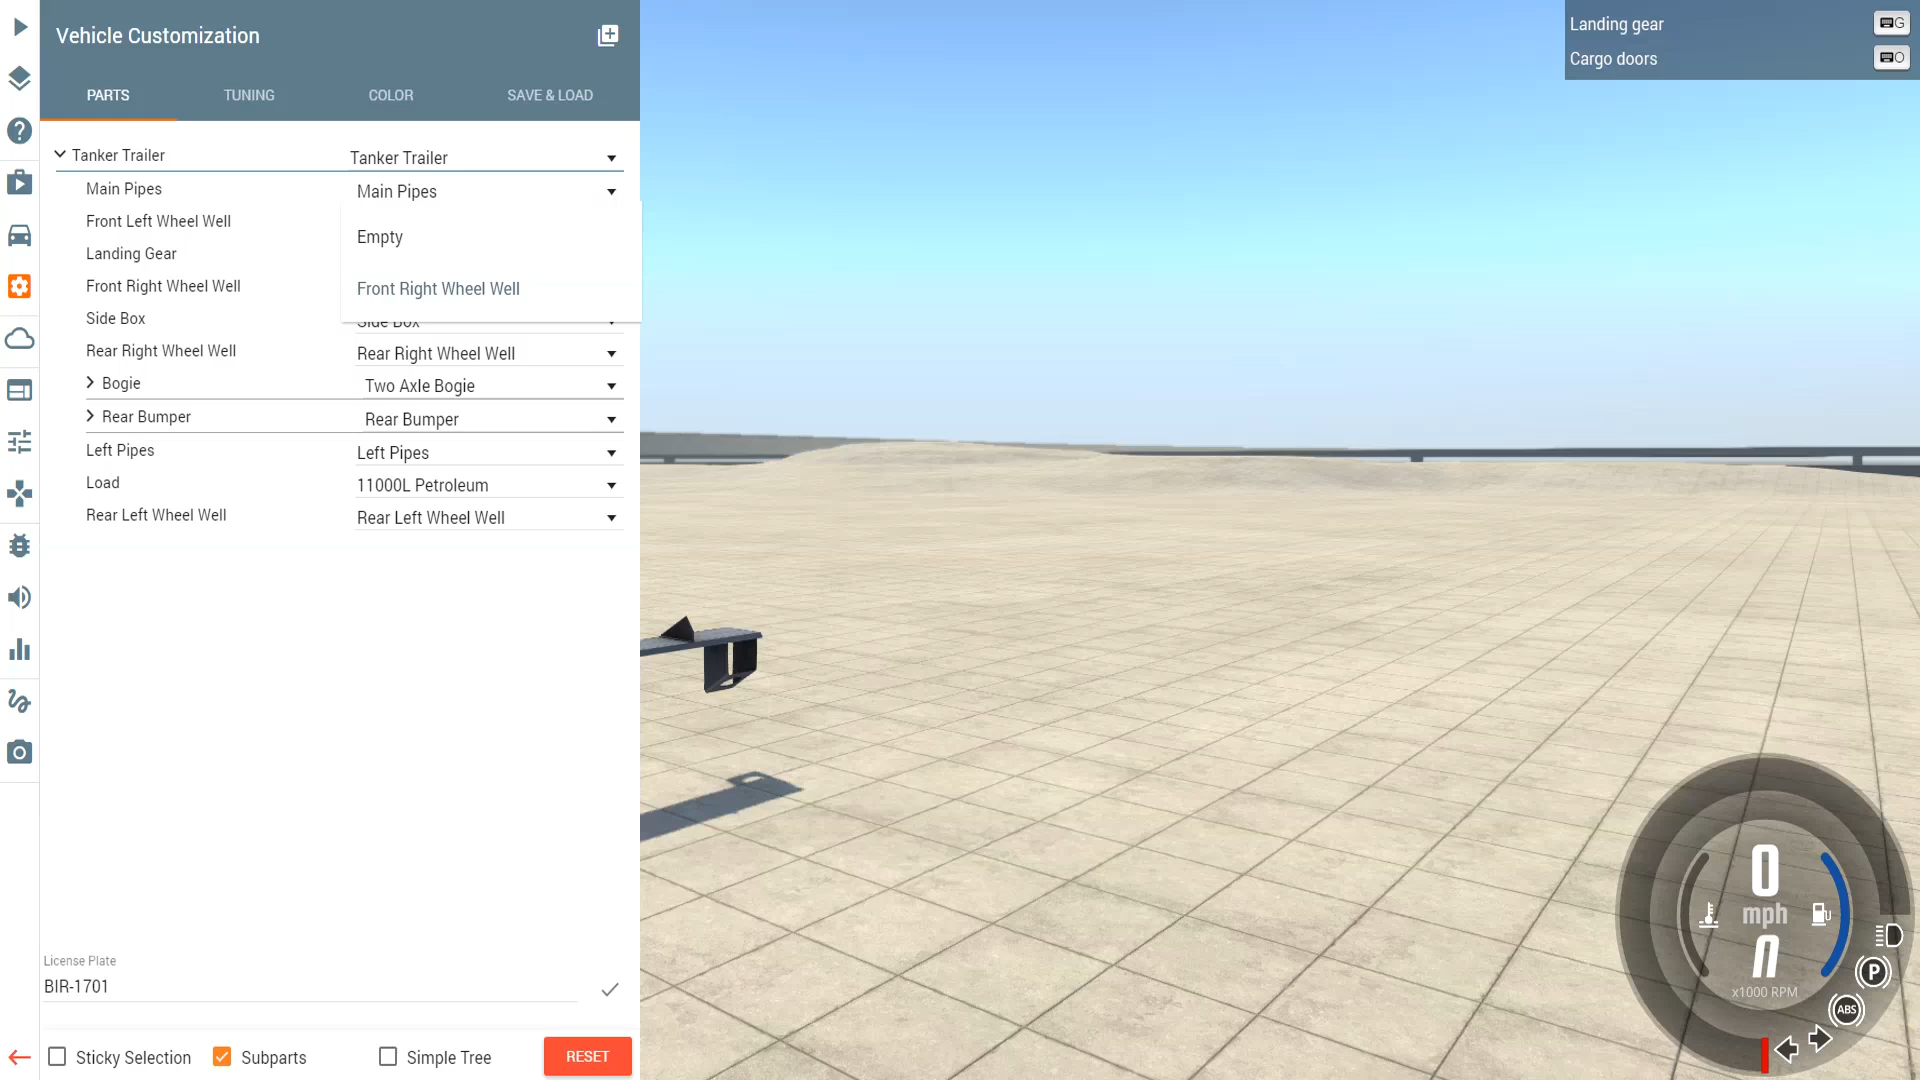 Vehicle Customization
PARTS
TUNING
COLOR
SAVE & LOAD
Tanker Trailer
Tanker Trailer
Main Pipes
Main Pipes
Front Left Wheel Well
Empty
Landing Gear
Front Right Wheel Well
Front Right Wheel Well
Side Box
Side Box
Rear Right Wheel Well
Rear Right Wheel Well
Bogie
Two Axle Bogie
Rear Bumper
Rear Bumper
Left Pipes
Left Pipes
Load
11000L Petroleum
Rear Left Wheel Well
Rear Left Wheel Well
License Plate
BIR-1701
Sticky Selection
Subparts
Simple Tree
RESET
Landing gear
G
Cargo doors
O
0
mph
n
x1000 RPM
P
ABS